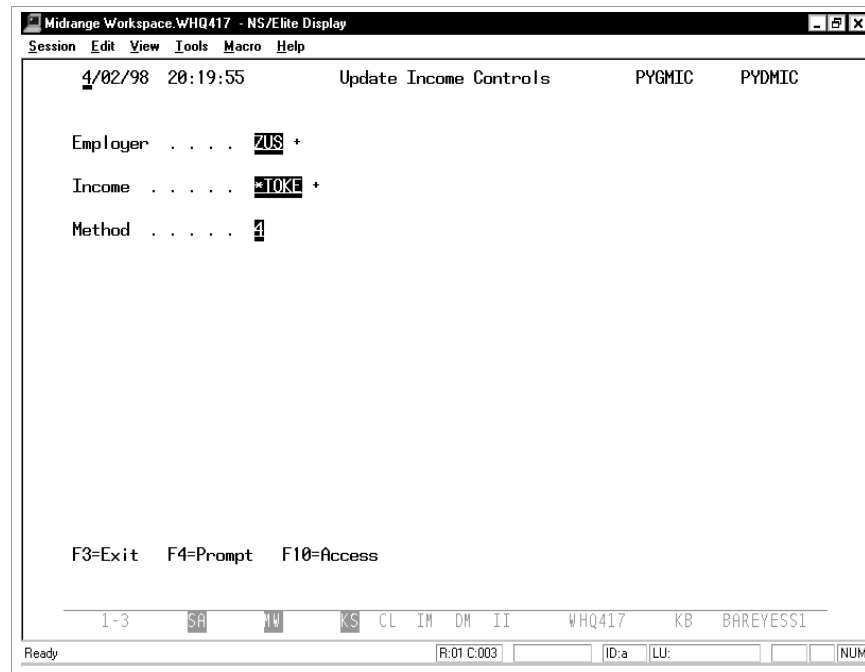 Midrange Workspace.WHQ417 - NS/Elite Display
Session Edit View Tools Macro Help
4/02/98 20:19:55 Update Income Controls PYGMIC PYDMIC
Employer . . . . ZUS +
Income . . . . . *TOKE +
Method . . . . . 4
F3=Exit F4=Prompt F10=Access
1-3 SA MW KS CL IM DM II WHQ417 KB BAREYESS1
Ready R:01 C:003 ID:a LU: NUM